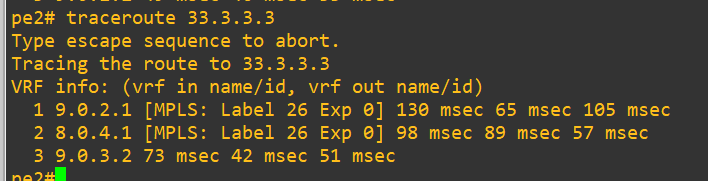 pe2# traceroute 33.3.3.3
Type escape sequence to abort.
Tracing the route to 33.3.3.3
VRF info: (vrf in name/id, vrf out name/id)
1 9.0.2.1 [MPLS: Label 26 Exp 0] 130 msec 65 msec 105 msec
2 8.0.4.1 [MPLS: Label 26 Exp 0] 98 msec 89 msec 57 msec
3 9.0.3.2 73 msec 42 msec 51 msec
pe2#